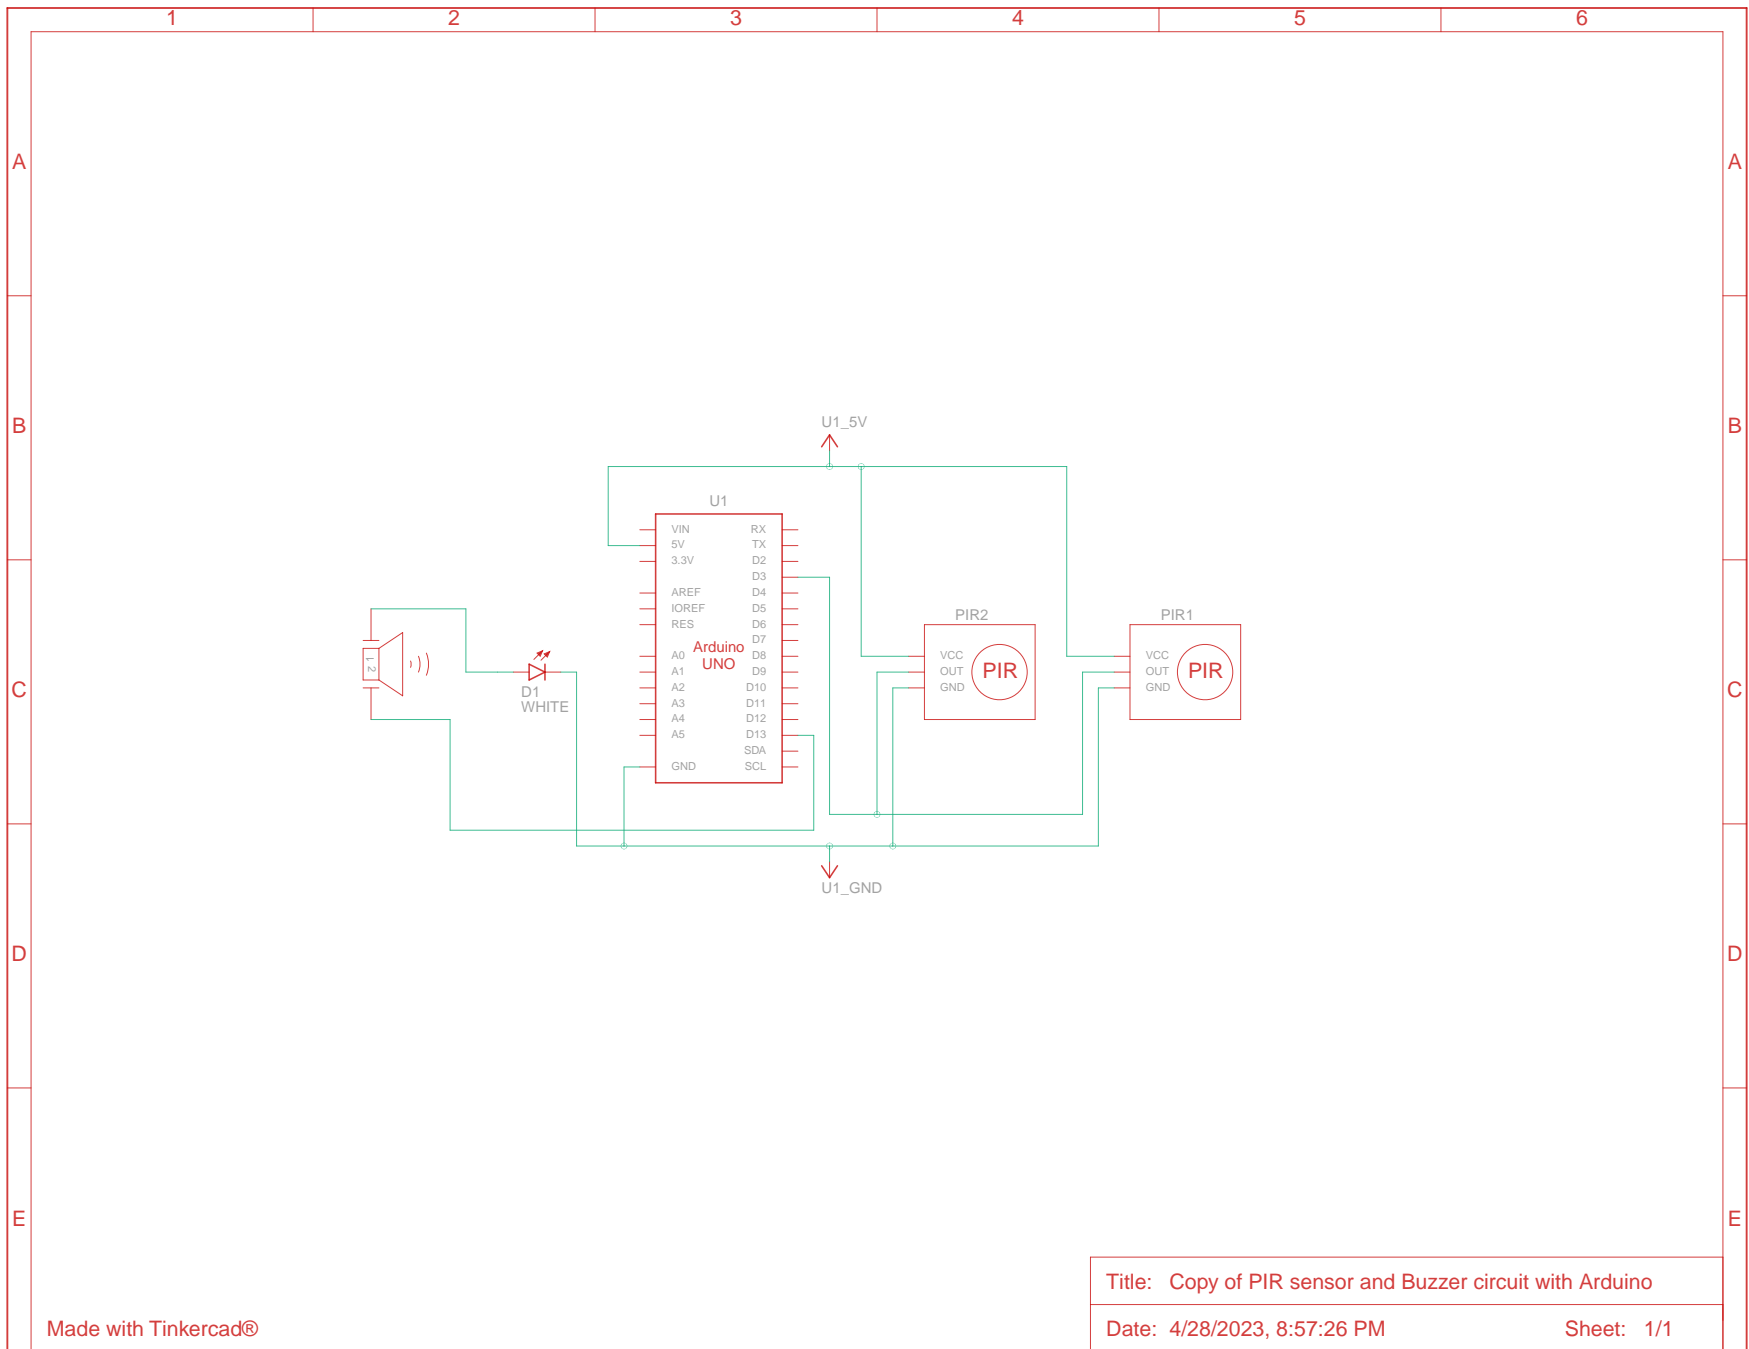 1 2 3 4 5 6
A A
B B
U1_5V
U1
VIN RX
5V TX
3.3V D2
D3
AREF D4
IOREF D5
RES D6
D7
A0 D8
A1 D9
A2 D10
A3 D11
A4 D12
A5 D13
SDA
GND SCL
Arduino
UNO
1 2
D1
WHITE
PIR2
VCC
OUT
GND
PIR
PIR1
VCC
OUT
GND
PIR
C C
U1_GND
D D
E E
Title: Copy of PIR sensor and Buzzer circuit with Arduino
Made with Tinkercad®
Date: 4/28/2023, 8:57:26 PM Sheet: 1/1